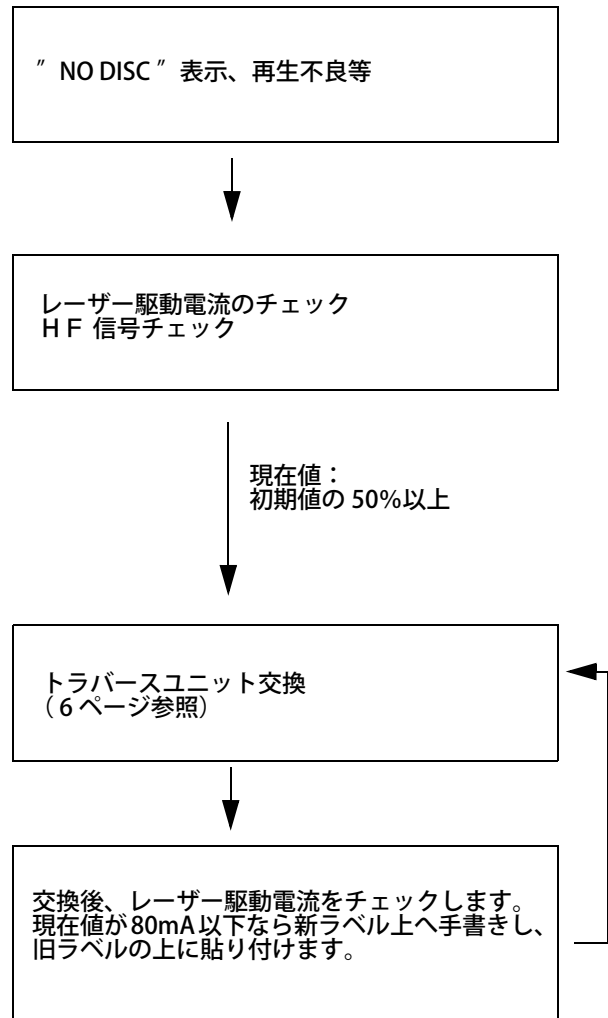 ″ NO DISC ″ 表示、再生不良等
レーザー駆動電流のチェック
ＨＦ 信号チェック
現在値：
初期値の 50%以上
トラバースユニット交換
（ 6 ページ参照）
交換後、レーザー駆動電流をチェックします。
現在値が 80mA 以下なら新ラベル上へ手書きし、
旧ラベルの上に貼り付けます。